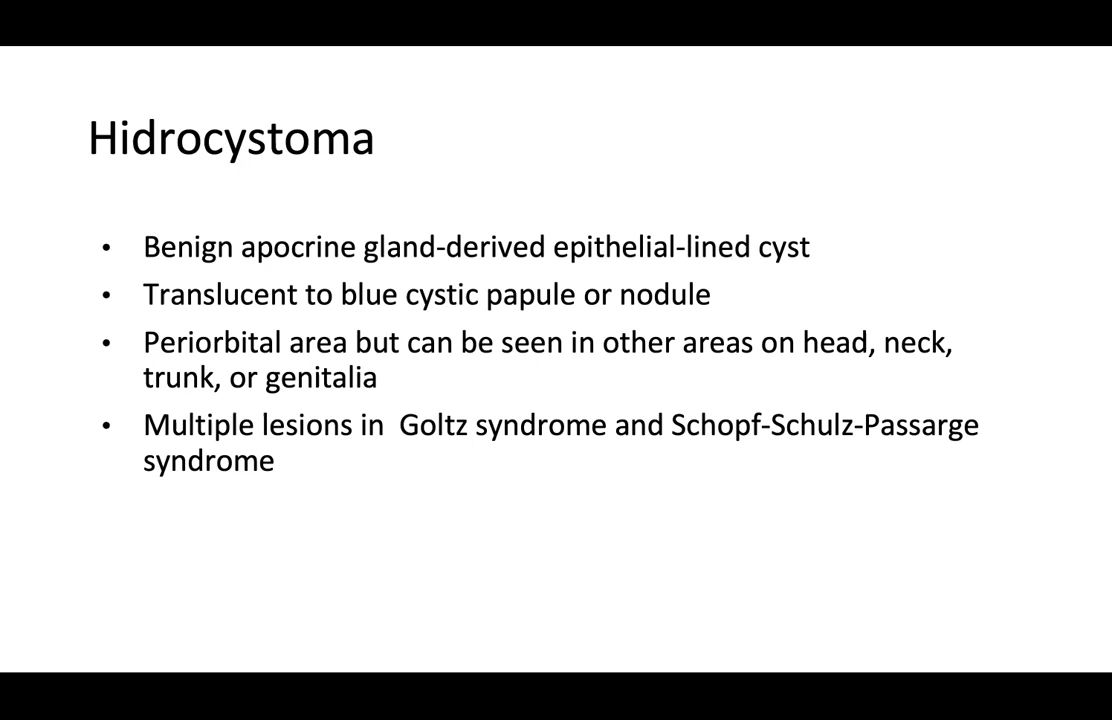 Hidrocystoma
• Benign apocrine gland-derived epithelial-lined cyst
• Translucent to blue cystic papule or nodule
• Periorbital area but can be seen in other areas on head, neck,
trunk, or genitalia
• Multiple lesions in  Goltz syndrome and Schopf-Schulz-Passarge
syndrome